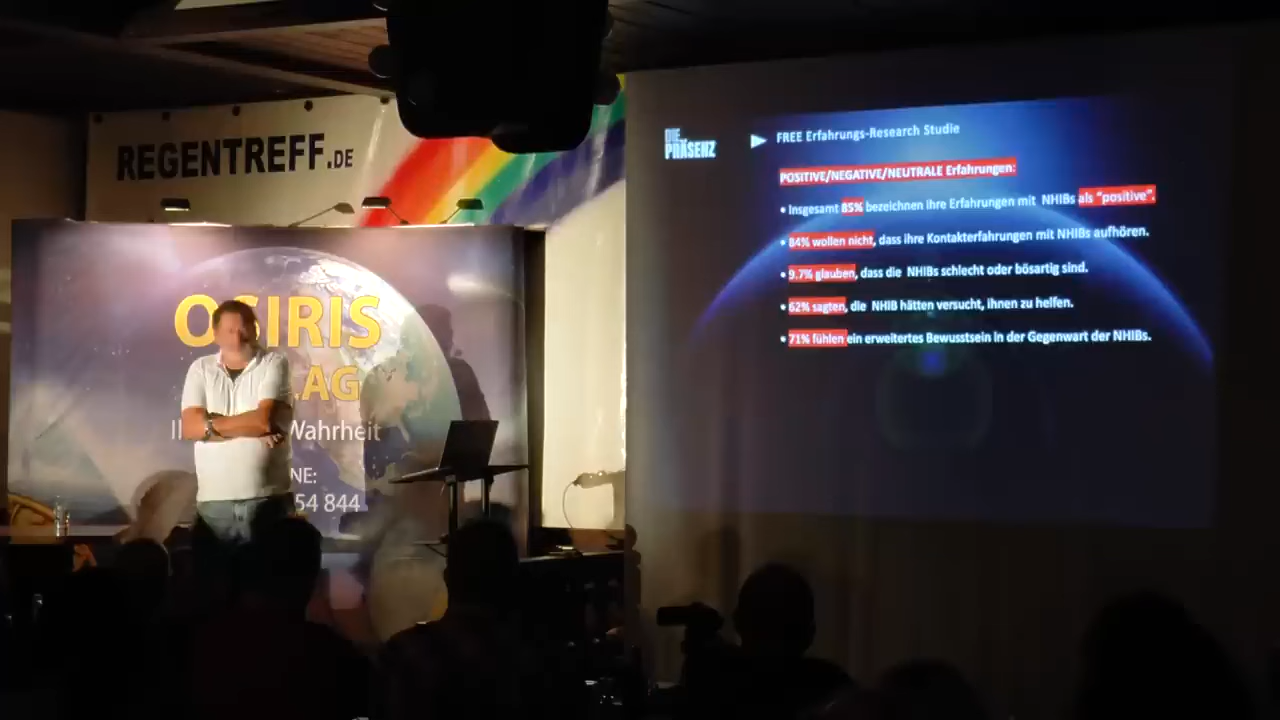 REGENTREFF.DE
OSIRIS
.AG
Wahrheit
NE:
54 844
DIE
PRÄSENZ
FREE Erfahrungs-Research Studie
POSITIVE/NEGATIVE/NEUTRALE Erfahrungen:
• Insgesamt 85% bezeichnen ihre Erfahrungen mit NHIBs als "positive".
• 84% wollen nicht, dass ihre Kontakterfahrungen mit NHIBs aufhören.
• 9.7% glauben, dass die NHIBs schlecht oder bösartig sind.
• 62% sagten, die NHIB hätten versucht, ihnen zu helfen.
• 71% fühlen ein erweitertes Bewusstsein in der Gegenwart der NHIBs.